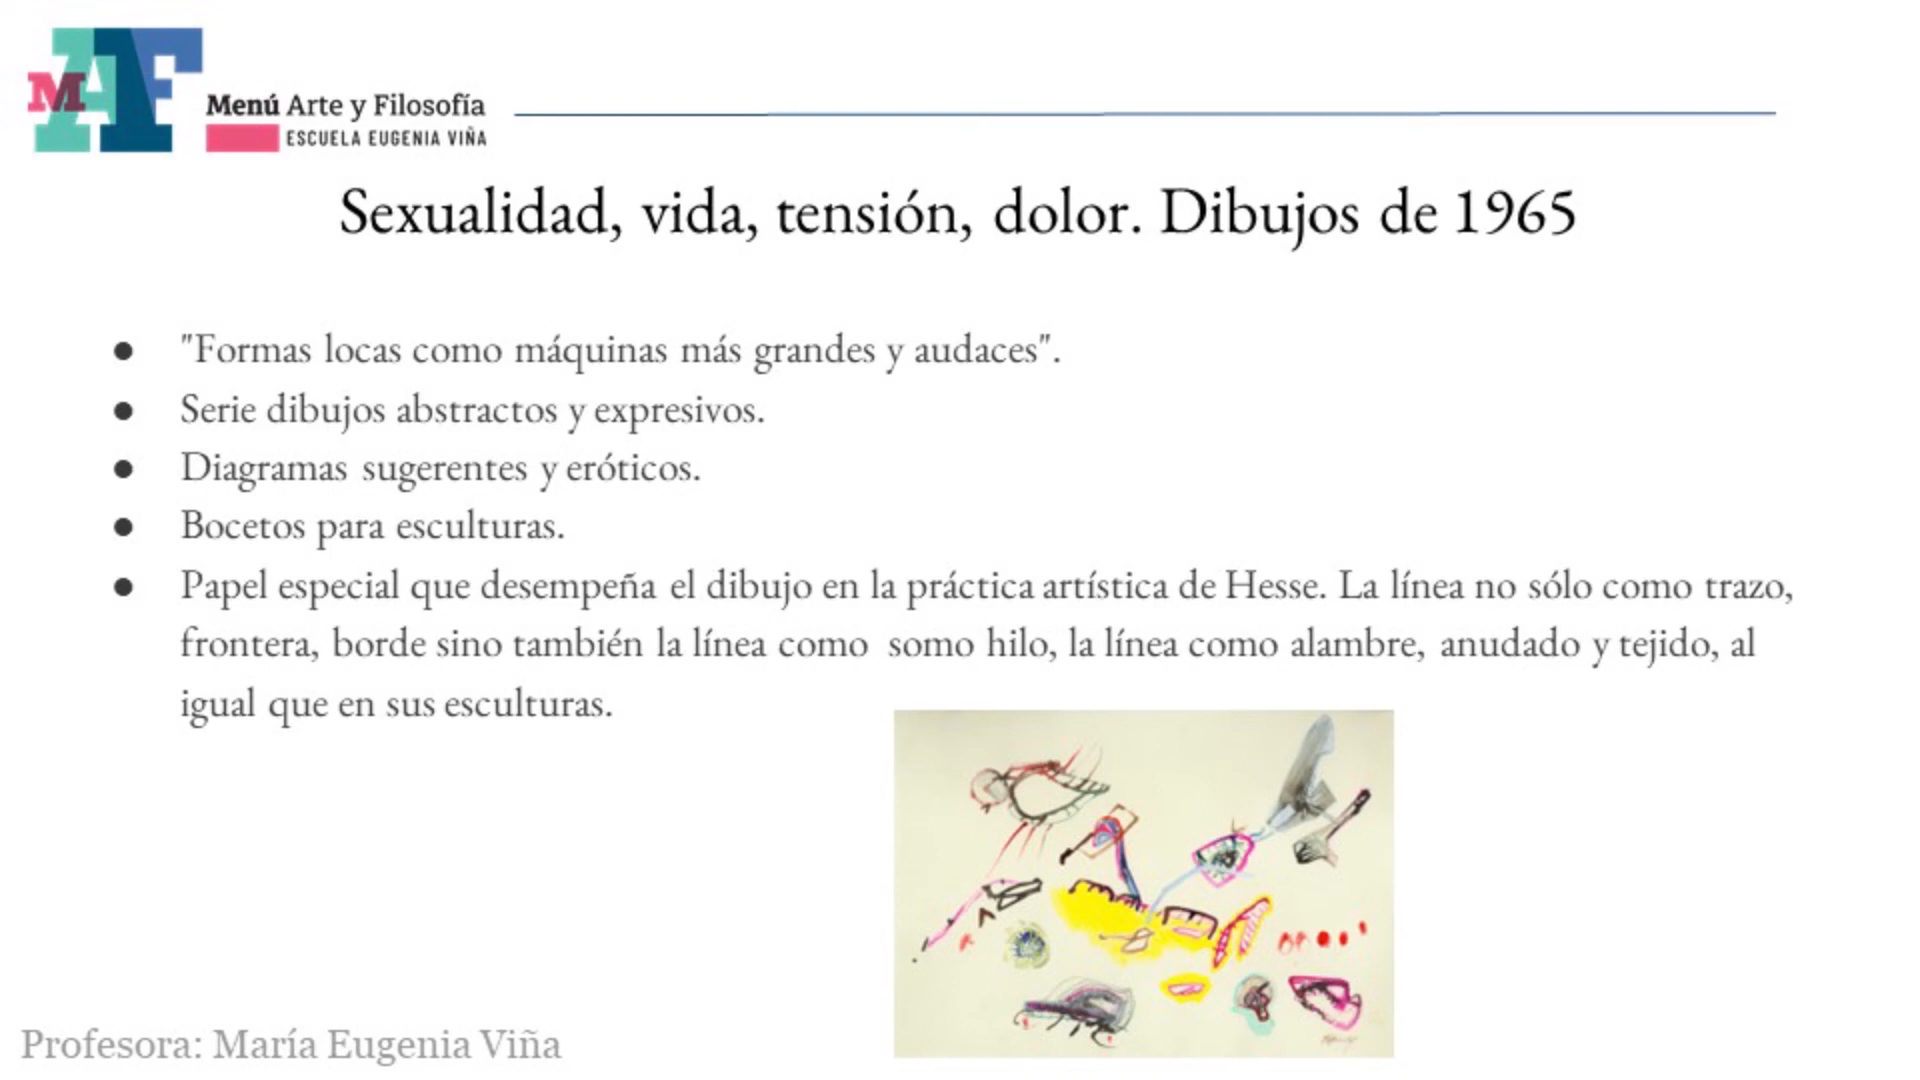 MAF
Menú Arte y Filosofía
ESCUELA EUGENIA VIÑA
Sexualidad, vida, tensión, dolor. Dibujos de 1965
● "Formas locas como máquinas más grandes y audaces".
● Serie dibujos abstractos y expresivos.
● Diagramas sugerentes y eróticos.
● Bocetos para esculturas.
● Papel especial que desempeña el dibujo en la práctica artística de Hesse. La línea no sólo como trazo,
frontera, borde sino también la línea como somo hilo, la línea como alambre, anudado y tejido, al
igual que en sus esculturas.
Profesora: María Eugenia Viña